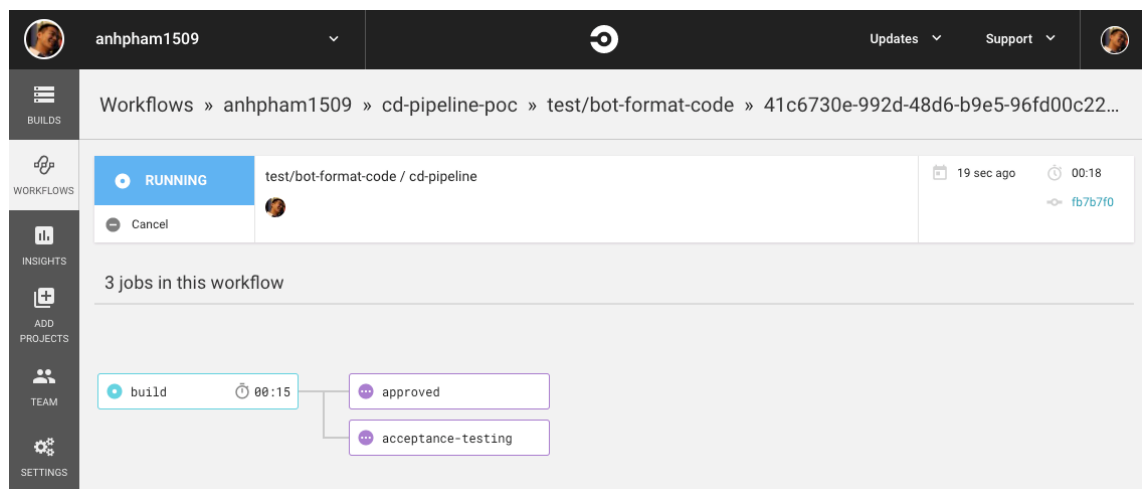 anhpham1509
Updates
Support
BUILDS
Workflows » anhpham1509 » cd-pipeline-poc » test/bot-format-code » 41c6730e-992d-48d6-b9e5-96fd00c22...
WORKFLOWS
RUNNING
test/bot-format-code / cd-pipeline
19 sec ago
00:18
Cancel
fb7b7f0
INSIGHTS
3 jobs in this workflow
ADD
PROJECTS
TEAM
build
00:15
approved
acceptance-testing
SETTINGS